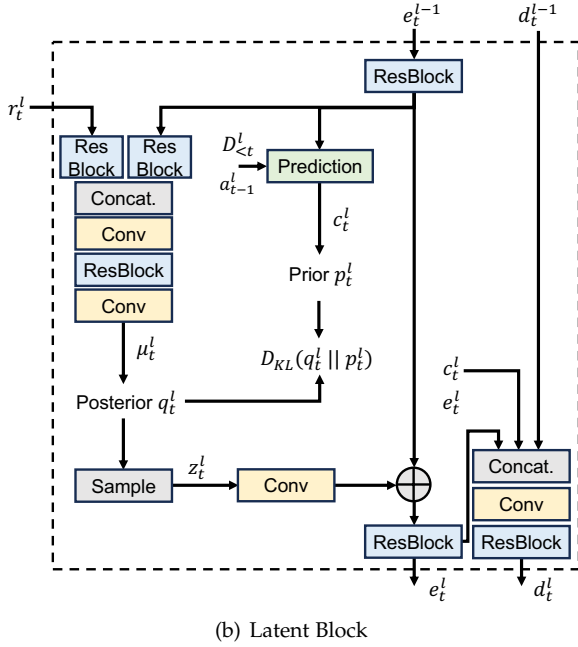 $e_t^{l-1}$ $d_t^{l-1}$
ResBlock
$r_t^l$
Res Block
Res Block
$D_{<t}^l$
$a_{t-1}^l$
Prediction
Concat.
Conv
ResBlock
Conv
$c_t^l$
Prior $p_t^l$
$\mu_t^l$
$D_{KL}(q_t^l \,||\, p_t^l)$
Posterior $q_t^l$
$c_t^l$
$e_t^l$
Sample
$z_t^l$
Conv
Concat.
Conv
ResBlock
ResBlock
$e_t^l$
$d_t^l$
(b) Latent Block